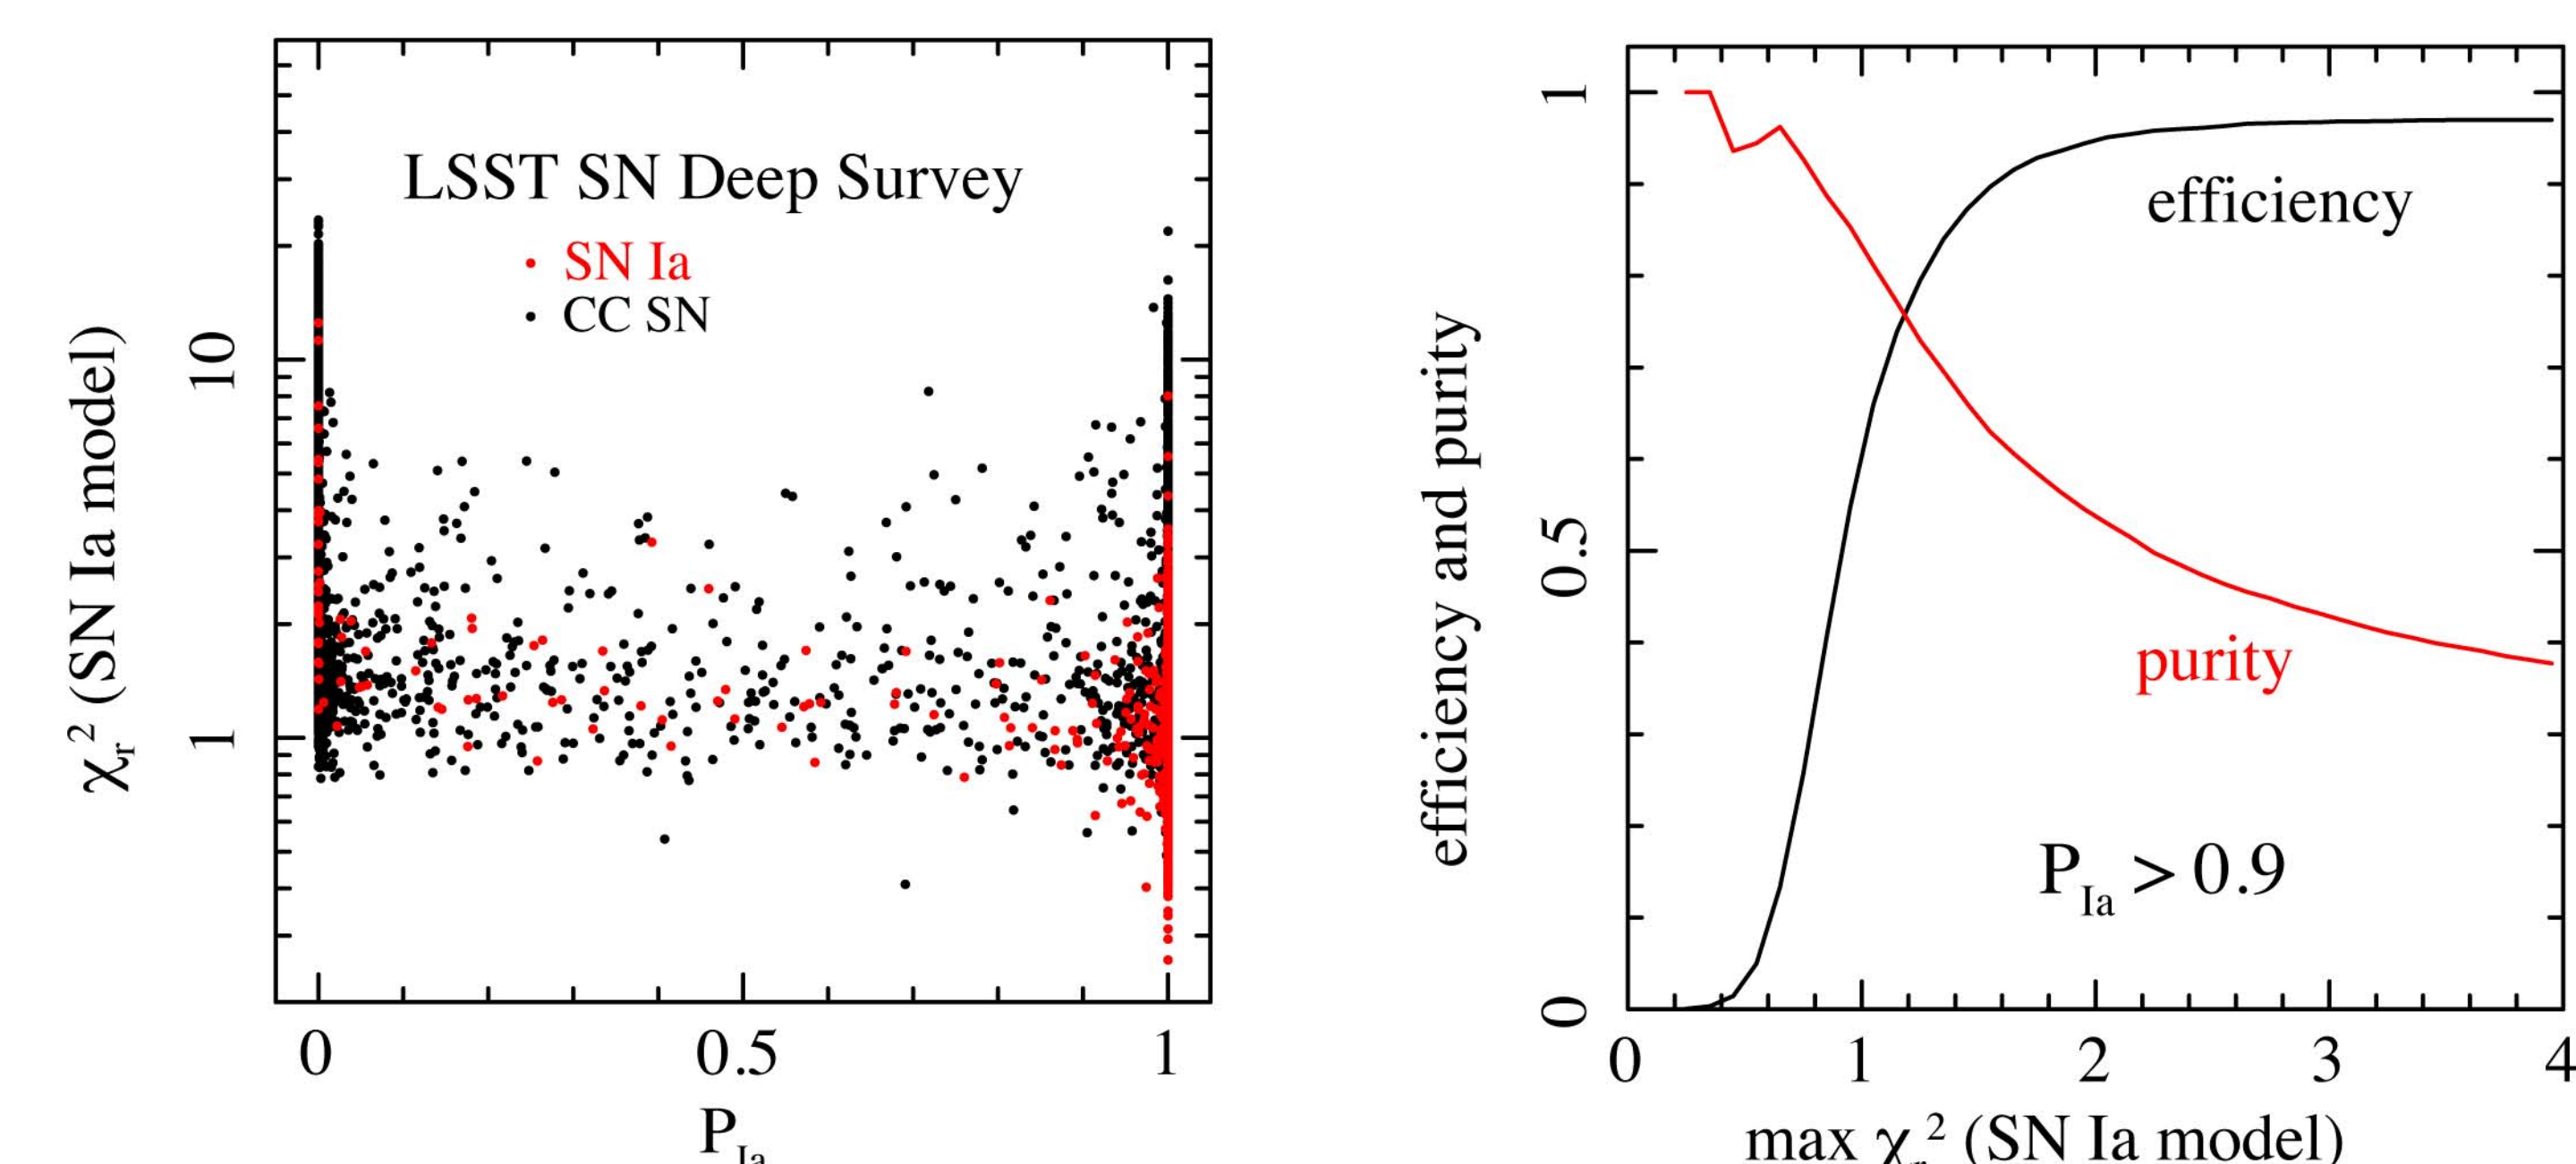 LSST SN Deep Survey
SN Ia
CC SN
χr2 (SN Ia model)
10
1
0 0.5 1
PIa
efficiency and purity
1
0.5
0
efficiency
purity
PIa > 0.9
0 1 2 3 4
max χr2 (SN Ia model)